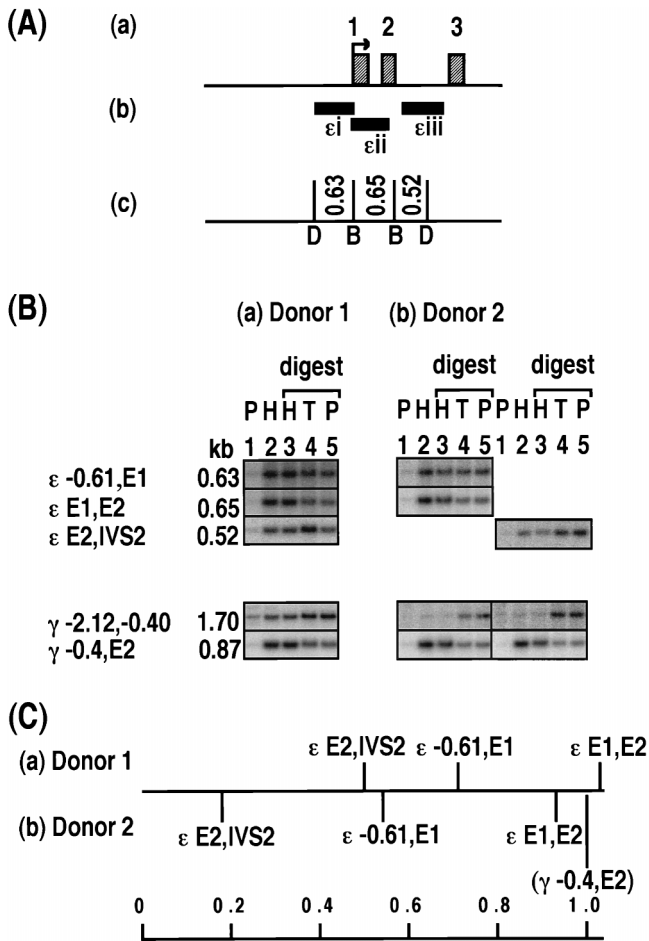 (A)
(a)
1 2 3
(b)
εi εii εiii
(c)
0.63 0.65 0.52
D B B D
(B)
(a) Donor 1 (b) Donor 2
digest digest digest
P H H T P P H H T P P H H T P
kb 1 2 3 4 5 1 2 3 4 5 1 2 3 4 5
ε -0.61,E1 0.63
ε E1,E2 0.65
ε E2,IVS2 0.52
γ -2.12,-0.40 1.70
γ -0.4,E2 0.87
(C)
(a) Donor 1
ε E2,IVS2 ε -0.61,E1 ε E1,E2
(b) Donor 2
ε E2,IVS2 ε -0.61,E1 ε E1,E2
(γ -0.4,E2)
0 0.2 0.4 0.6 0.8 1.0